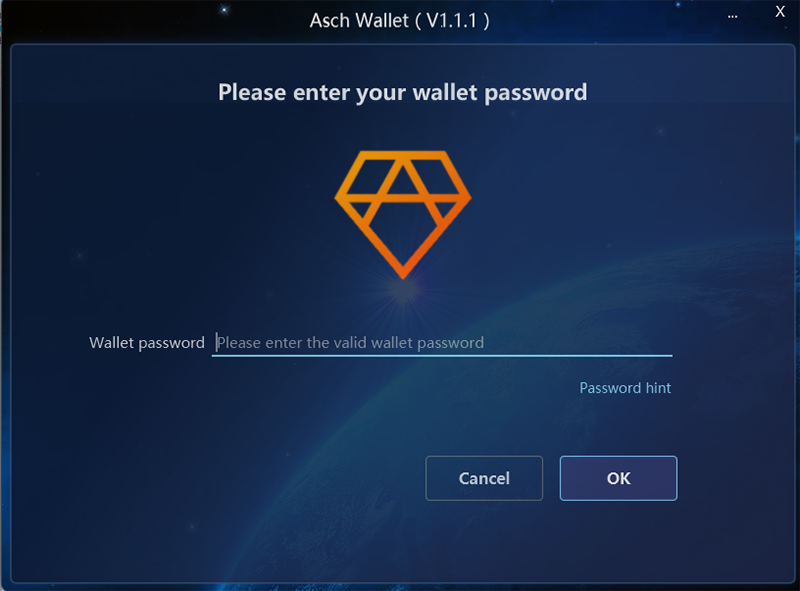 Asch Wallet ( V1.1.1 )
... X
Please enter your wallet password
Wallet password Please enter the valid wallet password
Password hint
Cancel OK